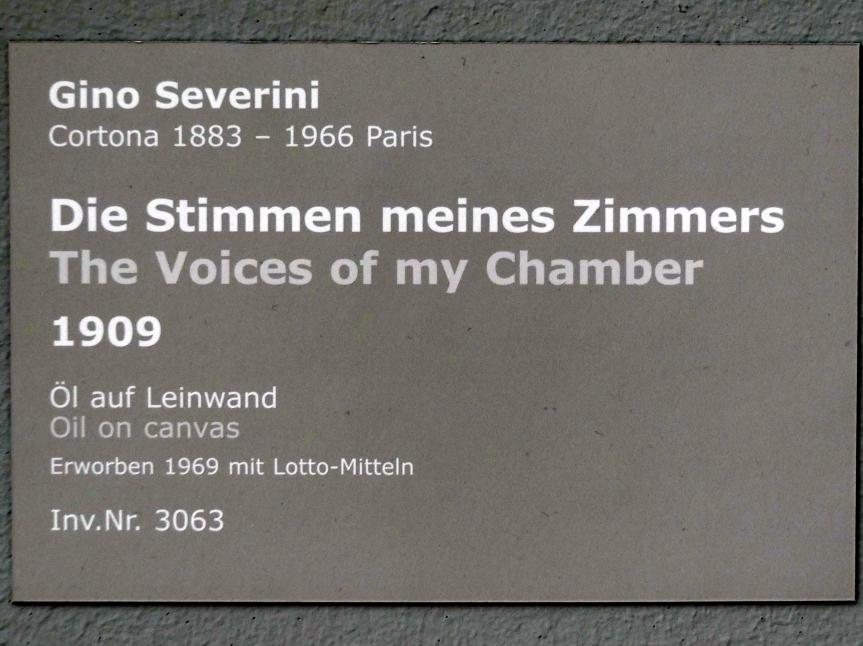 Gino Severini
Cortona 1883 – 1966 Paris
Die Stimmen meines Zimmers
The Voices of my Chamber
1909
Öl auf Leinwand
Oil on canvas
Erworben 1969 mit Lotto-Mitteln
Inv.Nr. 3063